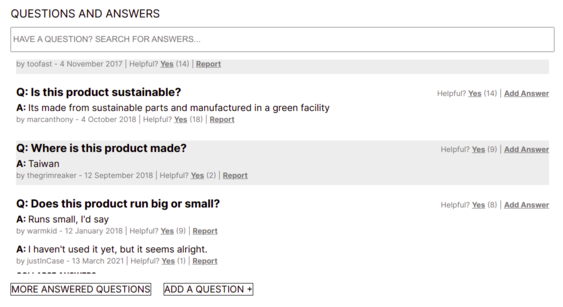 QUESTIONS AND ANSWERS
HAVE A QUESTION? SEARCH FOR ANSWERS...
by toofast - 4 November 2017 | Helpful? Yes (14) | Report
Q: Is this product sustainable?
Helpful? Yes (14) | Add Answer
A: Its made from sustainable parts and manufactured in a green facility
by marcanthony - 4 October 2018 | Helpful? Yes (18) | Report
Q: Where is this product made?
Helpful? Yes (9) | Add Answer
A: Taiwan
by thegrimreaker - 12 September 2018 | Helpful? Yes (2) | Report
Q: Does this product run big or small?
Helpful? Yes (8) | Add Answer
A: Runs small, I'd say
by warmkid - 12 January 2018 | Helpful? Yes (9) | Report
A: I haven't used it yet, but it seems alright.
by justInCase - 13 March 2021 | Helpful? Yes (1) | Report
COLLAPSE ANSWERS
MORE ANSWERED QUESTIONS
ADD A QUESTION +